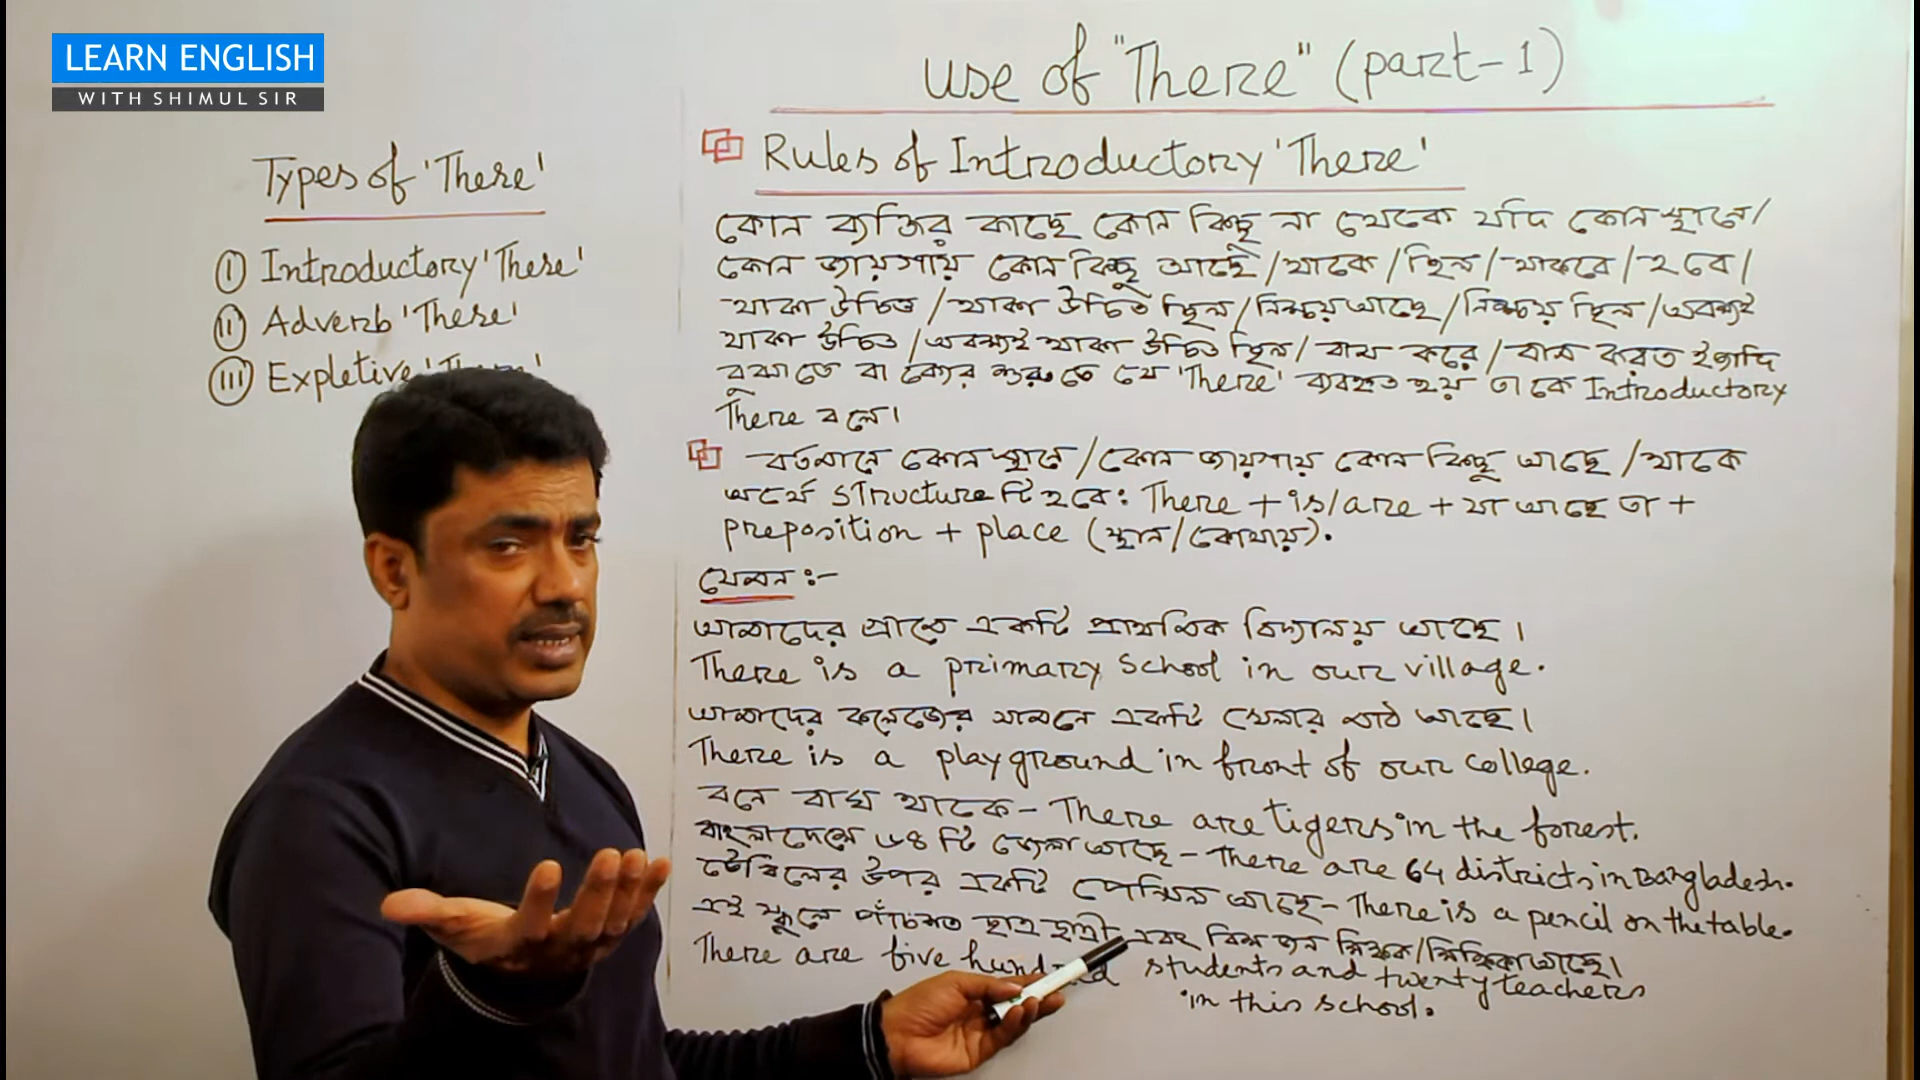 LEARN ENGLISH
WITH SHIMUL SIR
use of "There" (part-1)
Types of 'There'
(I) Introductory 'There'
(II) Adverb 'There'
(III) Expletive 'There'
Rules of Introductory 'There'
কোন ব্যক্তির কাছে কোন কিছু না থেকে যদি কোন স্থানে/
কোন জায়গায় কোন কিছু আছে/থাকে/ছিল/থাকবে/হবে/
থাকা উচিত/থাকা উচিত ছিল/নিশ্চয় আছে/নিশ্চয় ছিল/অবশ্যই
থাকা উচিত/অবশ্যই থাকা উচিত ছিল/বাস করে/বাস করত ইত্যাদি
বুঝাতে বাক্যের শুরুতে যে 'There' ব্যবহৃত হয় তাকে Introductory
There বলে।
বর্তমানে কোন স্থানে/কোন জায়গায় কোন কিছু আছে/থাকে
অর্থে structure টি হবে: There + is/are + যা আছে তা +
preposition + place (স্থান/কোথায়).
যেমন :-
আমাদের গ্রামে একটি প্রাথমিক বিদ্যালয় আছে।
There is a primary school in our village.
আমাদের কলেজের সামনে একটি খেলার মাঠ আছে।
There is a playground in front of our college.
বনে বাঘ থাকে - There are tigers in the forest.
বাংলাদেশে ৬৪ টি জেলা আছে - There are 64 districts in Bangladesh.
টেবিলের উপর একটি পেন্সিল আছে - There is a pencil on the table.
এই স্কুলে পাঁচশত ছাত্র ছাত্রী এবং বিশ জন শিক্ষক/শিক্ষিকা আছে।
There are five hundred students and twenty teachers
in this school.